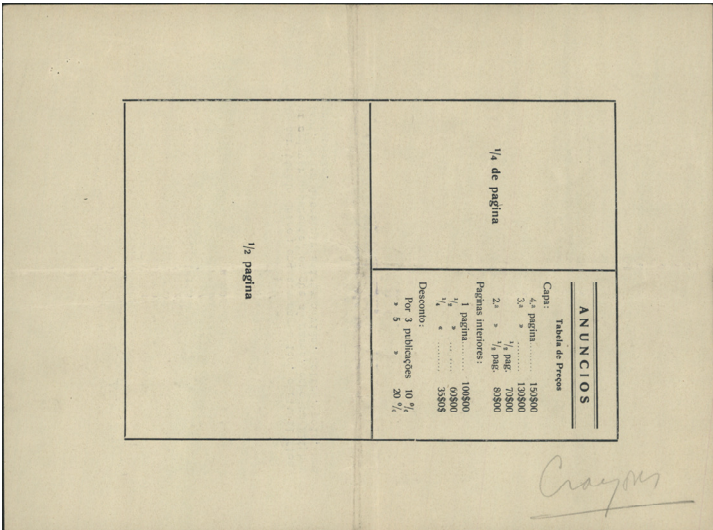 ¼ de pagina
ANUNCIOS
Tabela de Preços
Capa:
4.ª pagina..... 150$00
3.ª » ........ 130$00
½ pag. 70$00
2.ª » ½ pag. 80$00
Paginas interiores:
1 pagina...... 100$00
½ » ... ..... 60$00
¼ « ........ 35$0$
Desconto:
Por 3 publicações 10 %
» 5 » 20 %
½ pagina